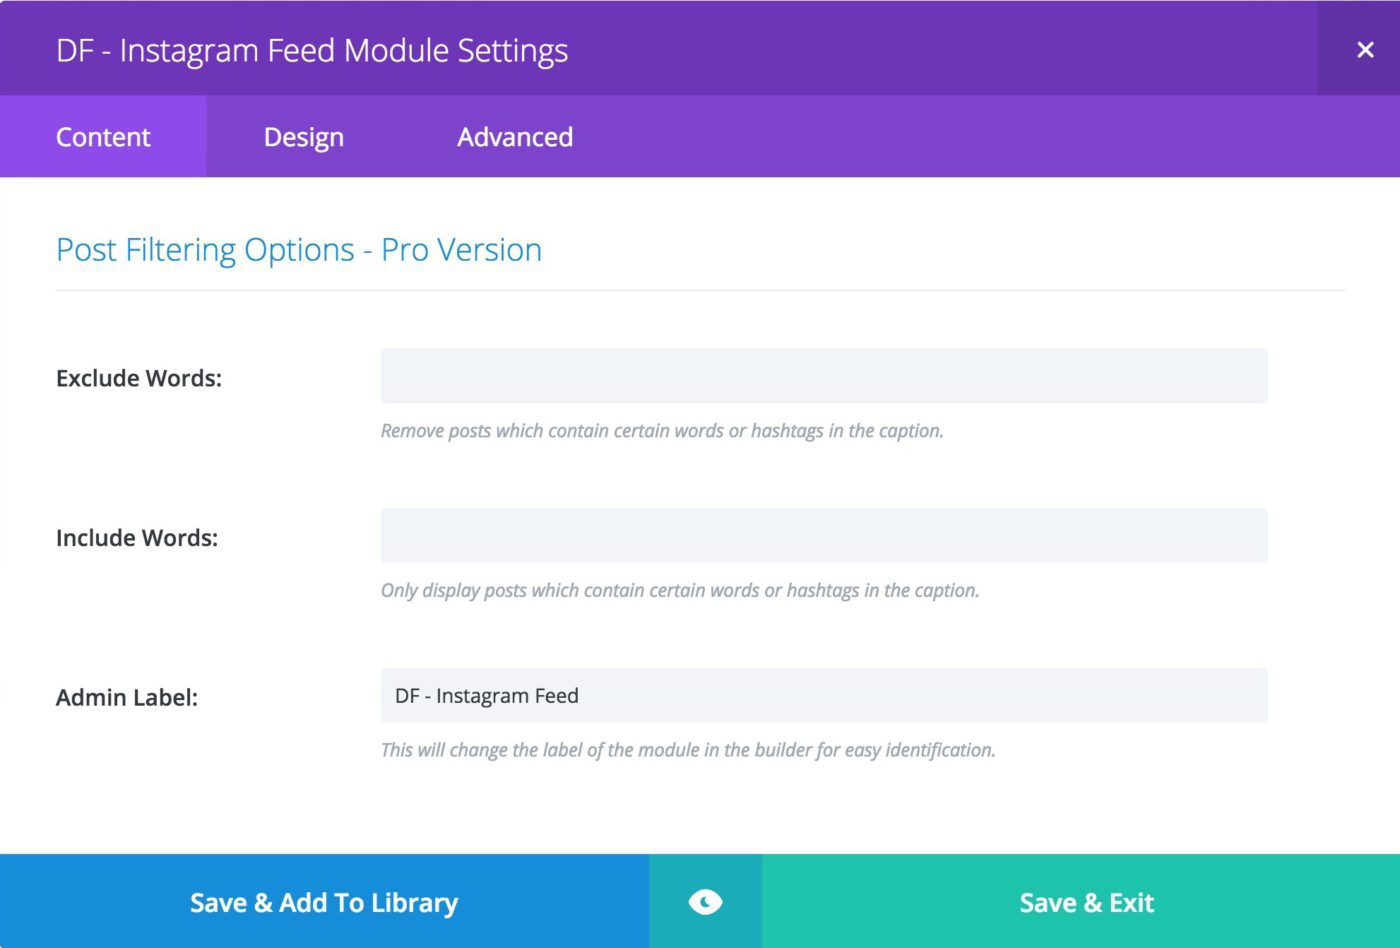 DF - Instagram Feed Module Settings
Content Design Advanced
Post Filtering Options - Pro Version
Exclude Words:
Remove posts which contain certain words or hashtags in the caption.
Include Words:
Only display posts which contain certain words or hashtags in the caption.
Admin Label: DF - Instagram Feed
This will change the label of the module in the builder for easy identification.
Save & Add To Library Save & Exit